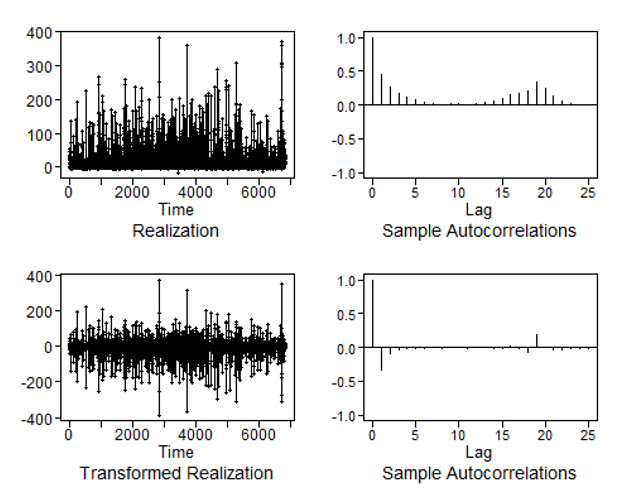 400
300
200
100
0
0 2000 4000 6000
Time
Realization
1.0
0.5
0.0
-0.5
-1.0
0 5 10 15 20 25
Lag
Sample Autocorrelations
400
200
0
-200
-400
0 2000 4000 6000
Time
Transformed Realization
1.0
0.5
0.0
-0.5
-1.0
0 5 10 15 20 25
Lag
Sample Autocorrelations